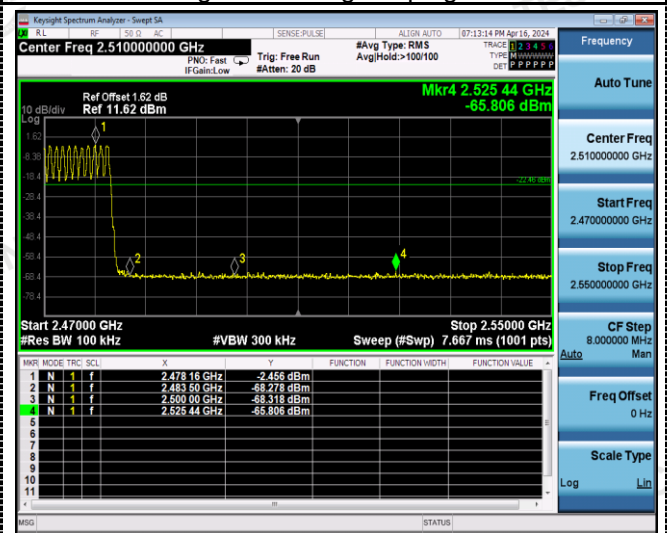 Keysight Spectrum Analyzer - Swept SA
RL RF 50 Ω AC SENSE:PULSE ALIGN AUTO 07:13:14 PM Apr 16, 2024
Center Freq 2.510000000 GHz
PNO: Fast
IFGain:Low
Trig: Free Run
#Atten: 20 dB
#Avg Type: RMS
Avg|Hold:>100/100
TRACE 1 2 3 4 5 6
TYPE M WWWWW
DET P P P P P P
Frequency
Auto Tune
Center Freq
2.510000000 GHz
Start Freq
2.470000000 GHz
Stop Freq
2.550000000 GHz
CF Step
8.000000 MHz
Auto Man
Freq Offset
0 Hz
Scale Type
Log Lin
Mkr4 2.525 44 GHz
-65.806 dBm
Ref Offset 1.62 dB
10 dB/div Ref 11.62 dBm
Log
1.62
-8.38
-18.4
-28.4
-38.4
-48.4
-58.4
-68.4
-78.4
1
2
3
4
-22.46 dBm
Start 2.47000 GHz Stop 2.55000 GHz
#Res BW 100 kHz #VBW 300 kHz Sweep (#Swp) 7.667 ms (1001 pts)
MKR MODE TRC SCL X Y FUNCTION FUNCTION WIDTH FUNCTION VALUE
1 N 1 f 2.478 16 GHz -2.456 dBm
2 N 1 f 2.483 50 GHz -68.278 dBm
3 N 1 f 2.500 00 GHz -68.318 dBm
4 N 1 f 2.525 44 GHz -65.806 dBm
5
6
7
8
9
10
11
MSG STATUS